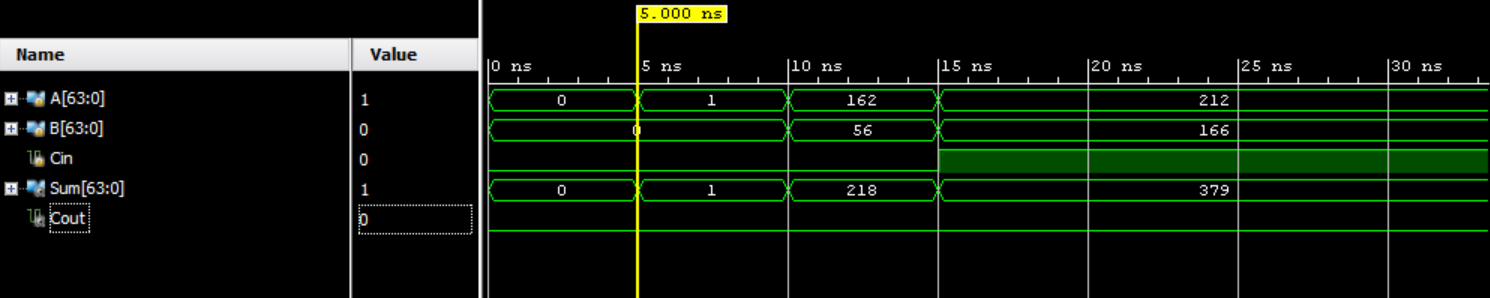 5.000 ns
Name Value
0 ns 5 ns 10 ns 15 ns 20 ns 25 ns 30 ns
A[63:0] 1 0 1 162 212
B[63:0] 0 0 56 166
Cin 0
Sum[63:0] 1 0 1 218 379
Cout 0